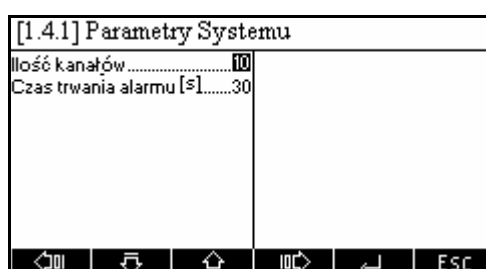 [1.4.1] Parametry Systemu
Ilość kanałów.......................10
Czas trwania alarmu [s].......30
ESC